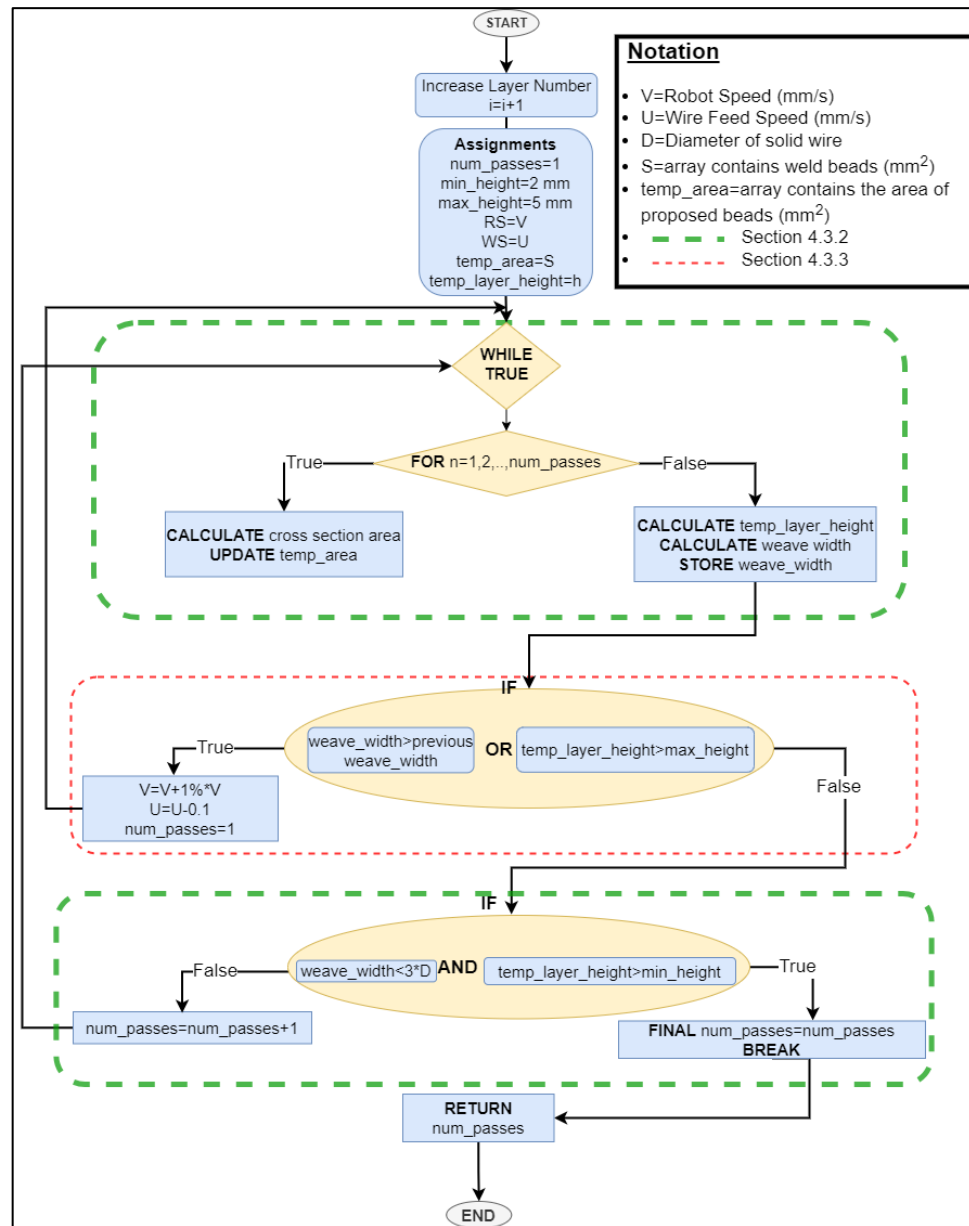 START
Increase Layer Number
i=i+1
Assignments
num_passes=1
min_height=2 mm
max_height=5 mm
RS=V
WS=U
temp_area=S
temp_layer_height=h
Notation
• V=Robot Speed (mm/s)
• U=Wire Feed Speed (mm/s)
• D=Diameter of solid wire
• S=array contains weld beads (mm²)
• temp_area=array contains the area of
proposed beads (mm²)
• Section 4.3.2
• Section 4.3.3
WHILE
TRUE
True
FOR n=1,2,..,num_passes
False
CALCULATE cross section area
UPDATE temp_area
CALCULATE temp_layer_height
CALCULATE weave width
STORE weave_width
IF
True
weave_width>previous
weave_width
OR
temp_layer_height>max_height
False
V=V+1%*V
U=U-0.1
num_passes=1
IF
False
weave_width<3*D
AND
temp_layer_height>min_height
True
num_passes=num_passes+1
FINAL num_passes=num_passes
BREAK
RETURN
num_passes
END